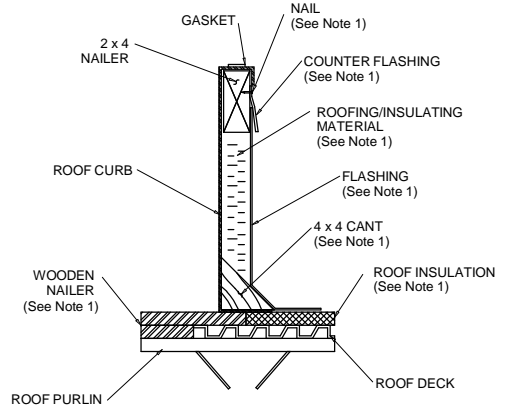 NAIL
(See Note 1)
GASKET
2 x 4
NAILER
COUNTER FLASHING
(See Note 1)
ROOFING/INSULATING
MATERIAL
(See Note 1)
ROOF CURB
FLASHING
(See Note 1)
4 x 4 CANT
(See Note 1)
WOODEN
NAILER
(See Note 1)
ROOF INSULATION
(See Note 1)
ROOF DECK
ROOF PURLIN